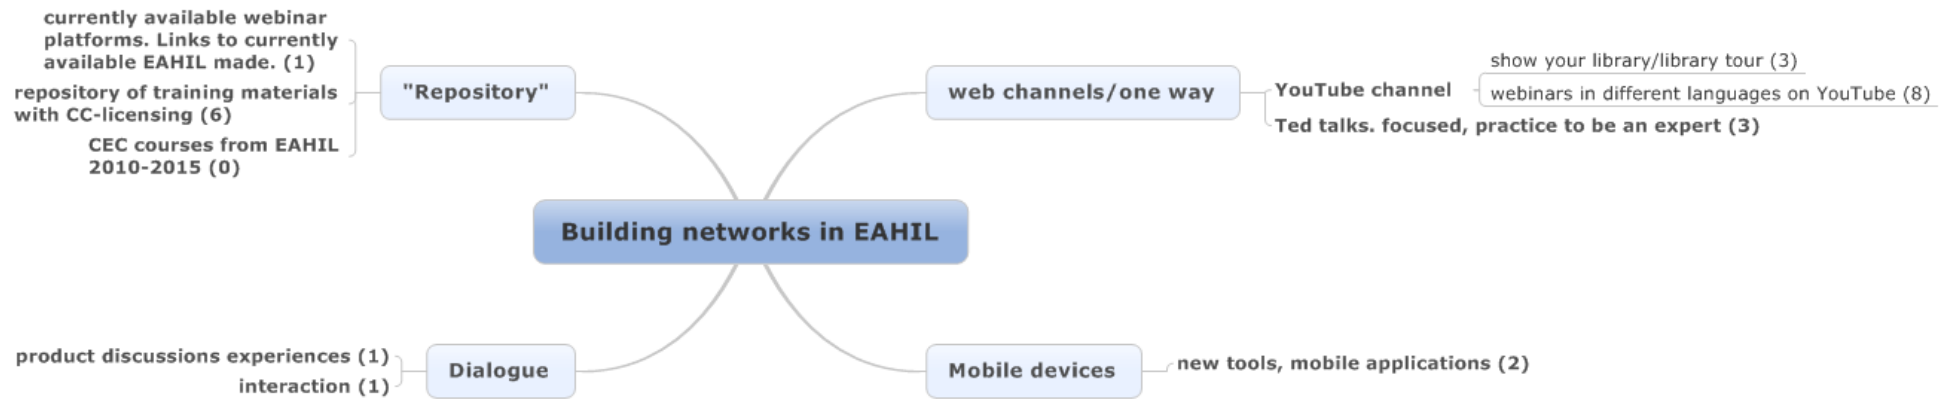 currently available webinar
platforms. Links to currently
available EAHIL made. (1)
repository of training materials
with CC-licensing (6)
CEC courses from EAHIL
2010-2015 (0)
"Repository"
web channels/one way
YouTube channel
show your library/library tour (3)
webinars in different languages on YouTube (8)
Ted talks. focused, practice to be an expert (3)
Building networks in EAHIL
product discussions experiences (1)
interaction (1)
Dialogue
Mobile devices
new tools, mobile applications (2)